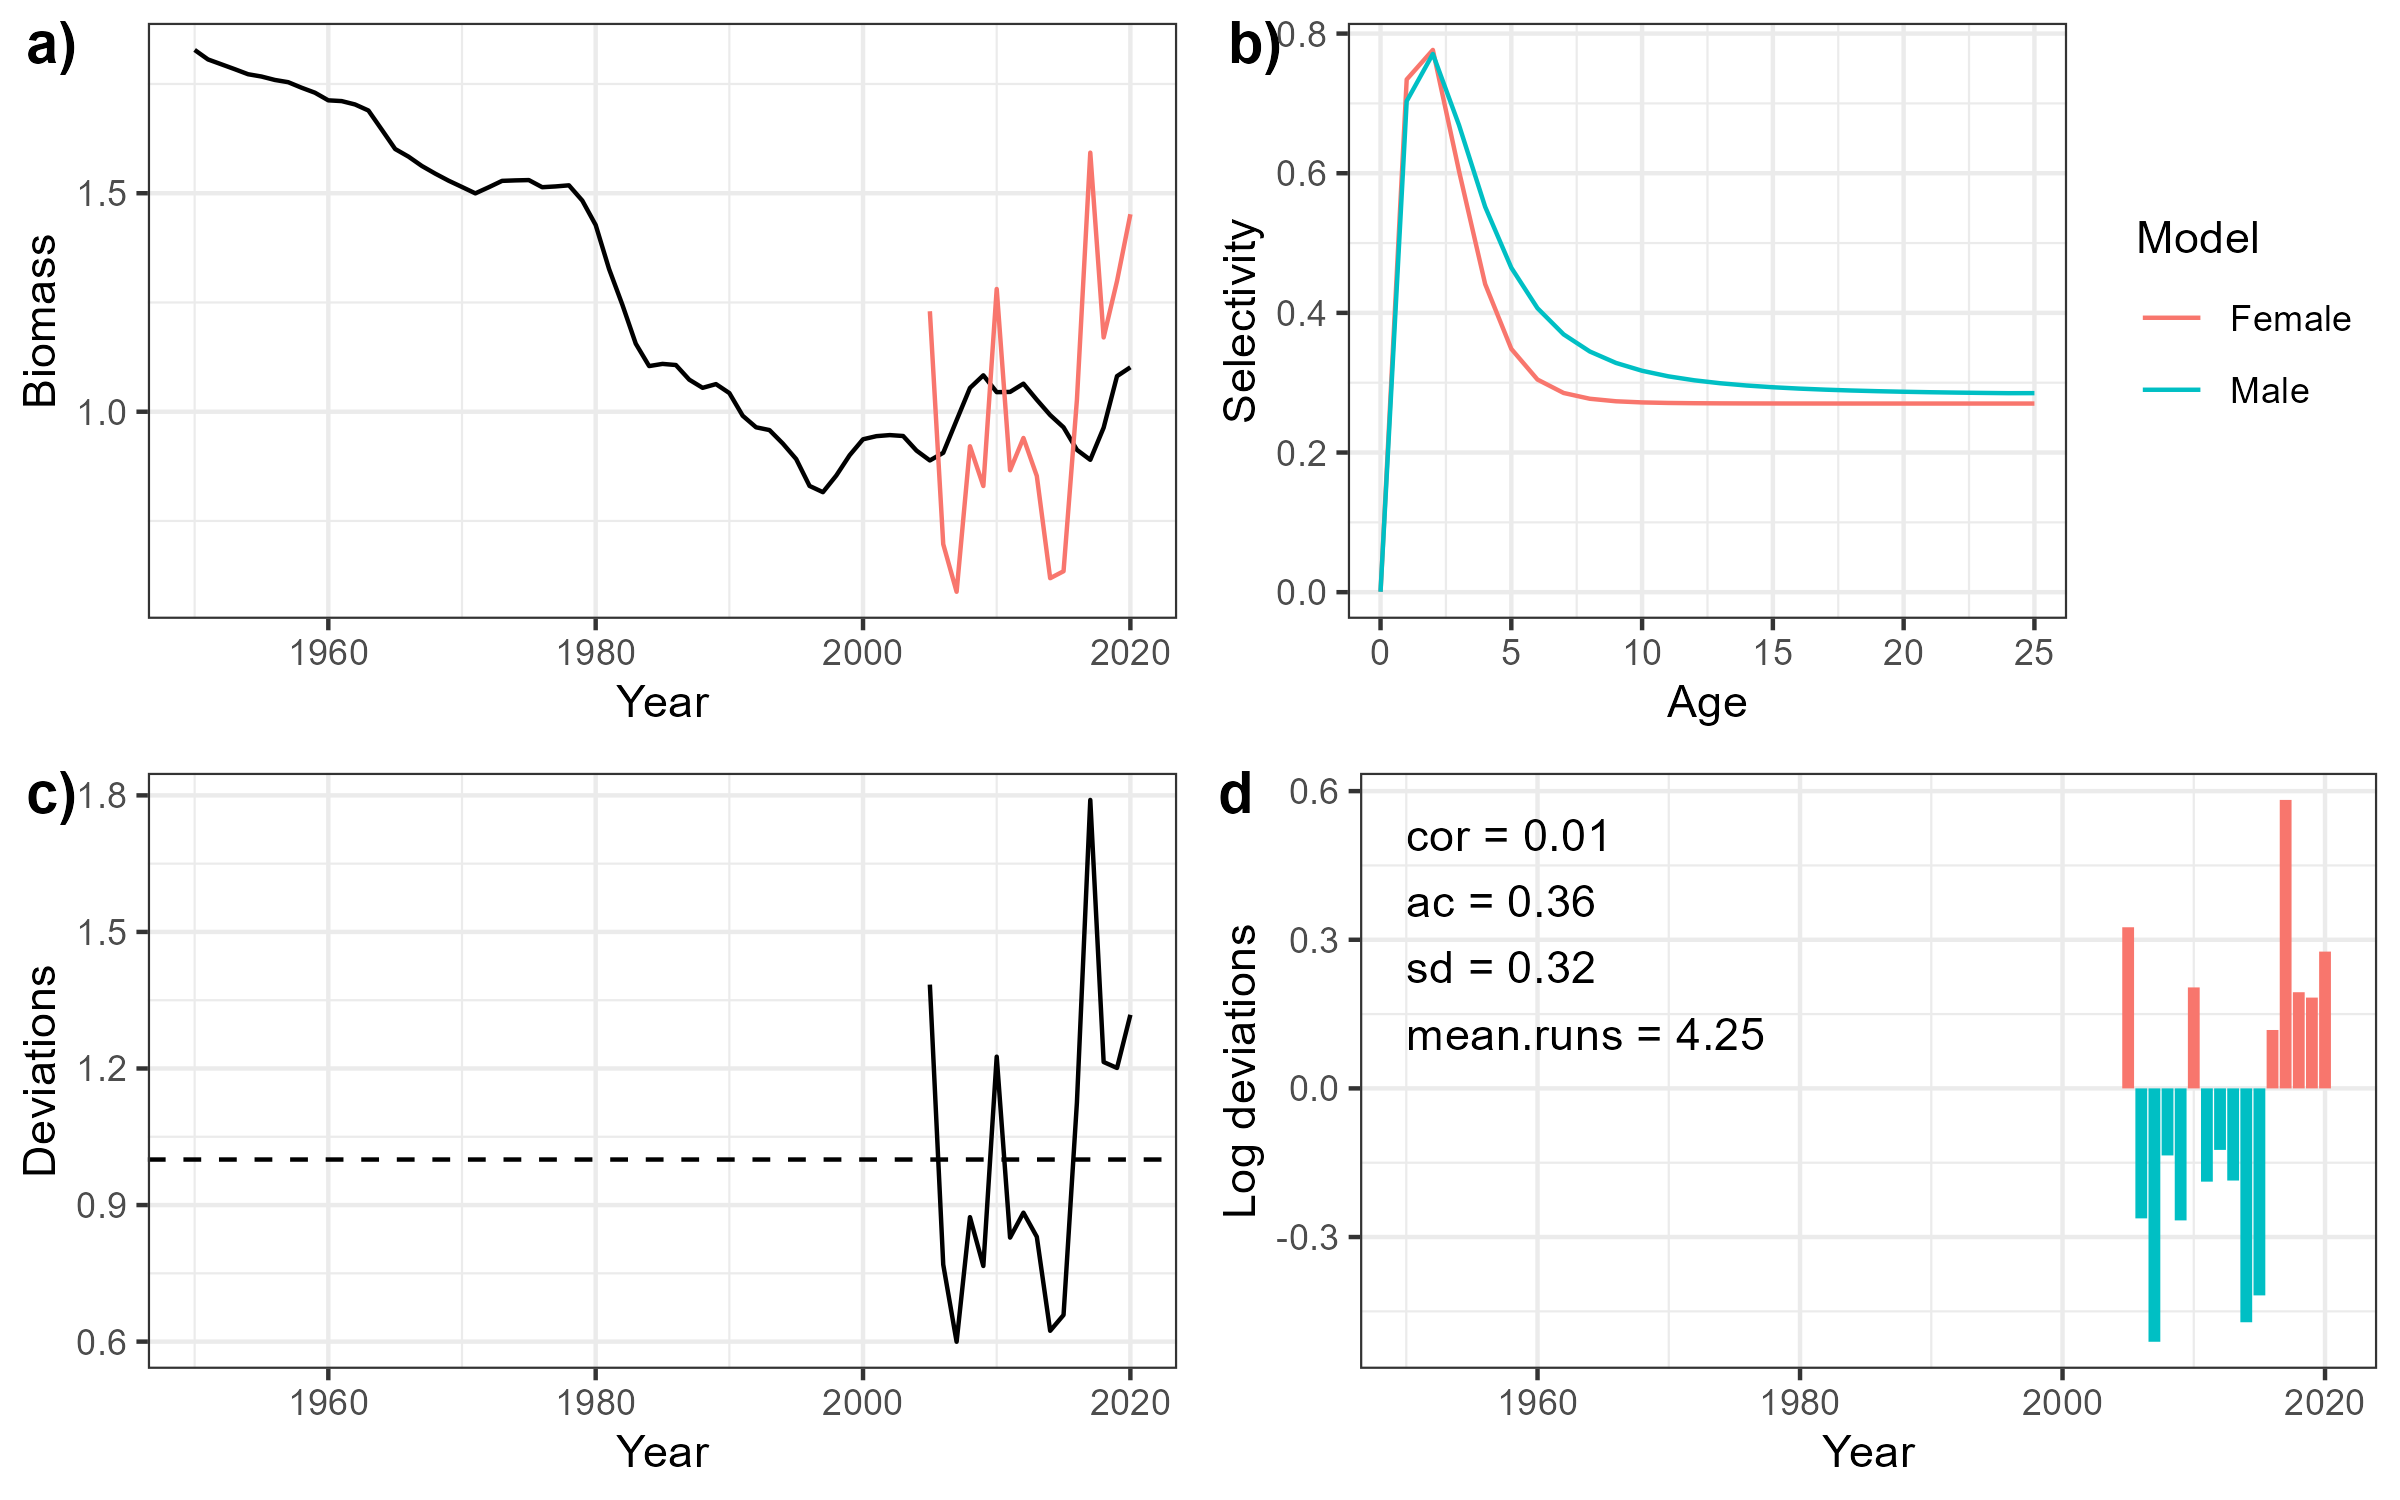 a)
Biomass
1.5
1.0
1960 1980 2000 2020
Year
b)
Selectivity
0.8
0.6
0.4
0.2
0.0
0 5 10 15 20 25
Age
Model
Female
Male
c)
Deviations
1.8
1.5
1.2
0.9
0.6
1960 1980 2000 2020
Year
d
Log deviations
0.6
0.3
0.0
-0.3
cor = 0.01
ac = 0.36
sd = 0.32
mean.runs = 4.25
1960 1980 2000 2020
Year